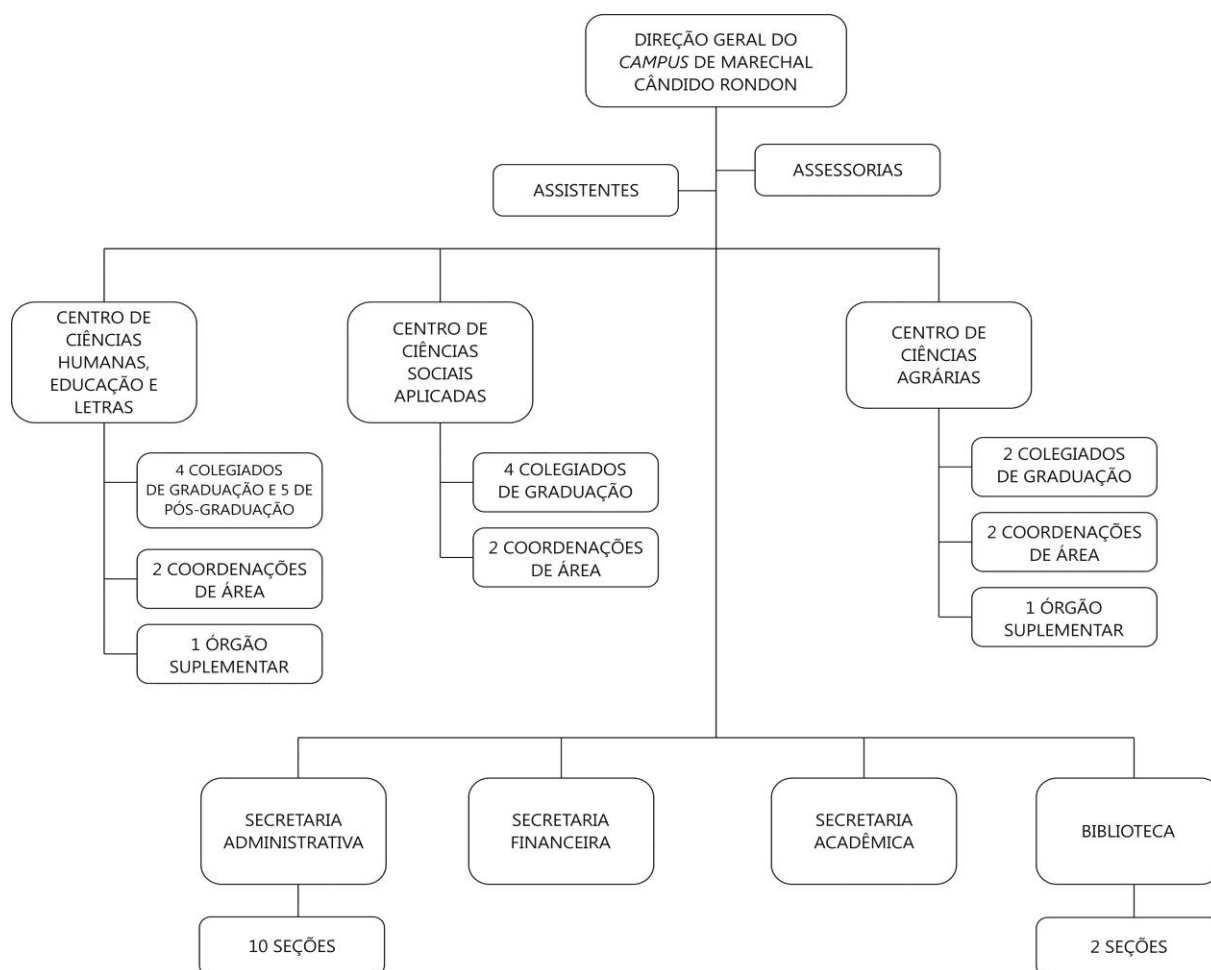 DIREÇÃO GERAL DO
CAMPUS DE MARECHAL
CÂNDIDO RONDON
ASSESSORIAS
ASSISTENTES
CENTRO DE
CIÊNCIAS
HUMANAS,
EDUCAÇÃO E
LETRAS
4 COLEGIADOS
DE GRADUAÇÃO E 5 DE
PÓS-GRADUAÇÃO
2 COORDENAÇÕES
DE ÁREA
1 ÓRGÃO
SUPLEMENTAR
CENTRO DE
CIÊNCIAS
SOCIAIS
APLICADAS
4 COLEGIADOS
DE GRADUAÇÃO
2 COORDENAÇÕES
DE ÁREA
CENTRO DE
CIÊNCIAS
AGRÁRIAS
2 COLEGIADOS
DE GRADUAÇÃO
2 COORDENAÇÕES
DE ÁREA
1 ÓRGÃO
SUPLEMENTAR
SECRETARIA
ADMINISTRATIVA
10 SEÇÕES
SECRETARIA
FINANCEIRA
SECRETARIA
ACADÊMICA
BIBLIOTECA
2 SEÇÕES